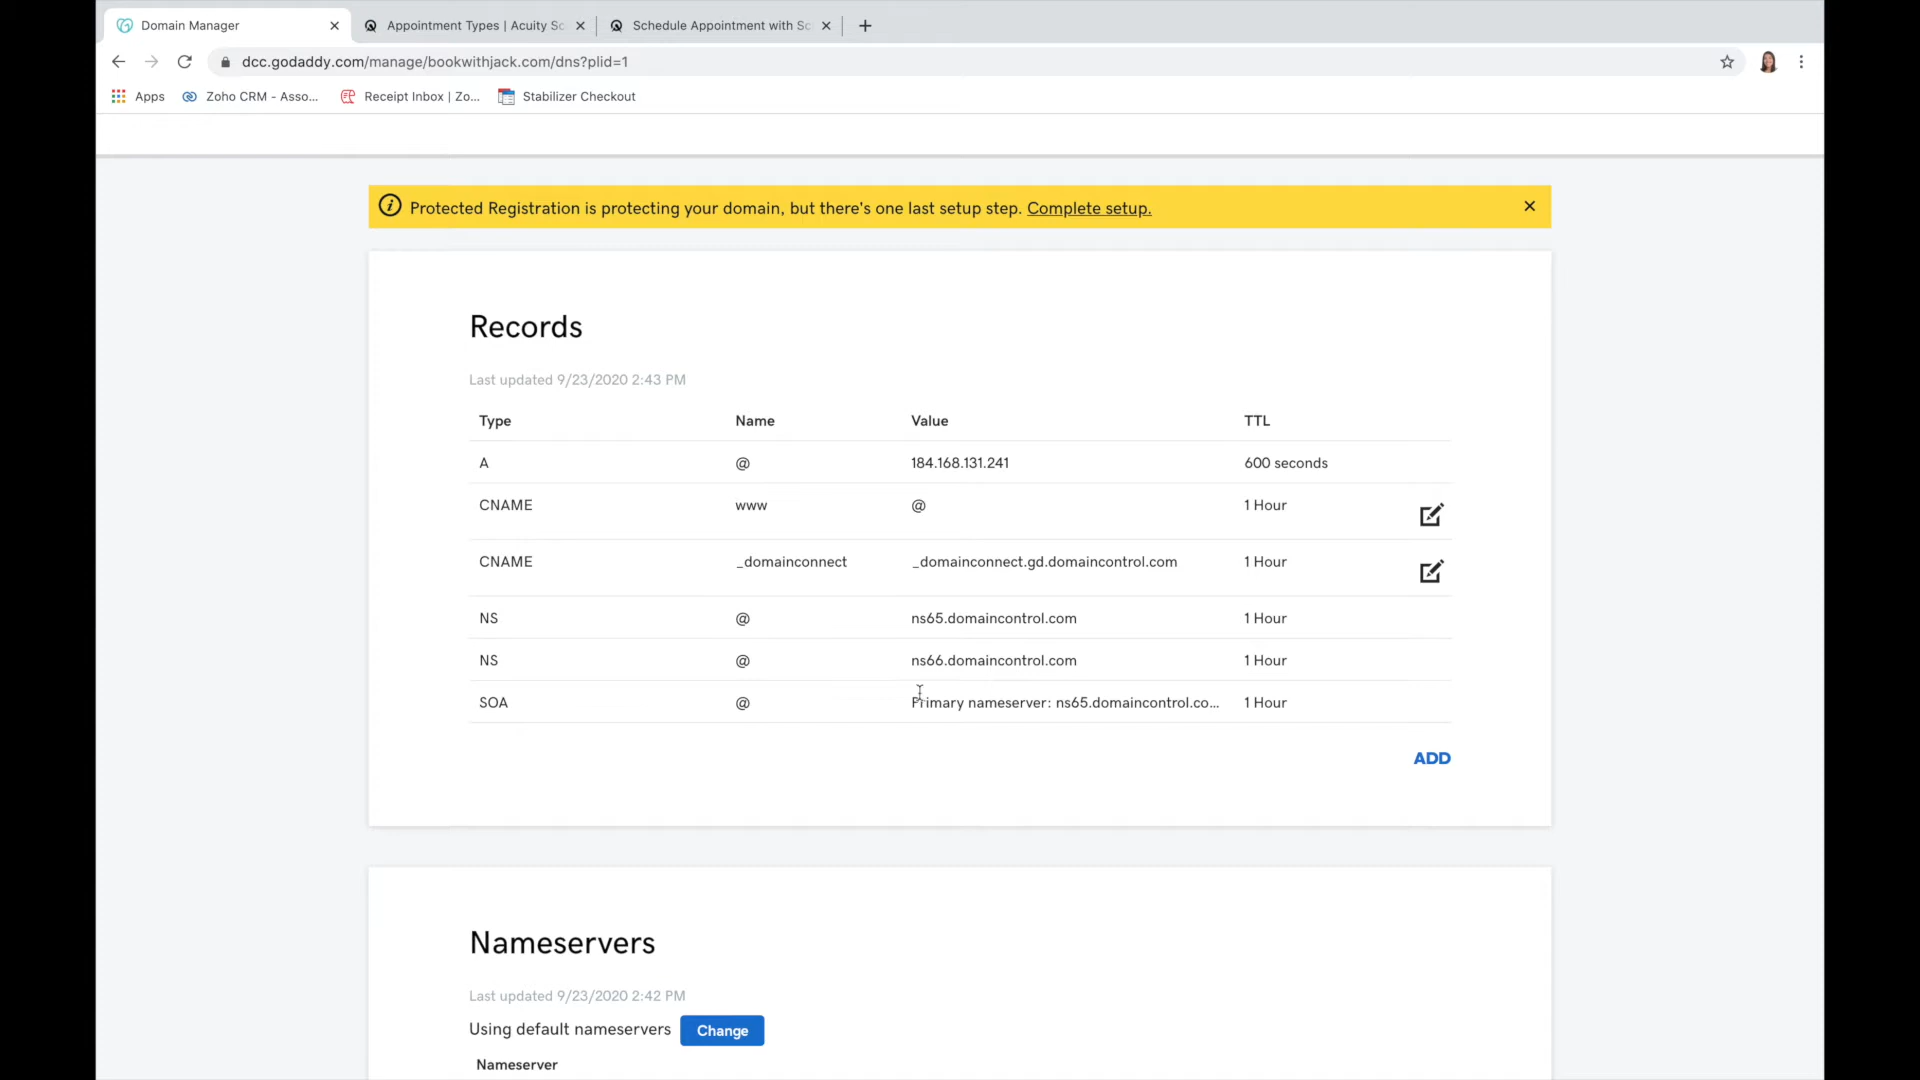 Domain Manager
Appointment Types | Acuity Sc
Schedule Appointment with Sc
dcc.godaddy.com/manage/bookwithjack.com/dns?plid=1
Apps
Zoho CRM - Asso...
Receipt Inbox | Zo...
Stabilizer Checkout
Protected Registration is protecting your domain, but there's one last setup step. Complete setup.
Records
Last updated 9/23/2020 2:43 PM
Type Name Value TTL
A @ 184.168.131.241 600 seconds
CNAME www @ 1 Hour
CNAME _domainconnect _domainconnect.gd.domaincontrol.com 1 Hour
NS @ ns65.domaincontrol.com 1 Hour
NS @ ns66.domaincontrol.com 1 Hour
SOA @ Primary nameserver: ns65.domaincontrol.co... 1 Hour
ADD
Nameservers
Last updated 9/23/2020 2:42 PM
Using default nameservers Change
Nameserver